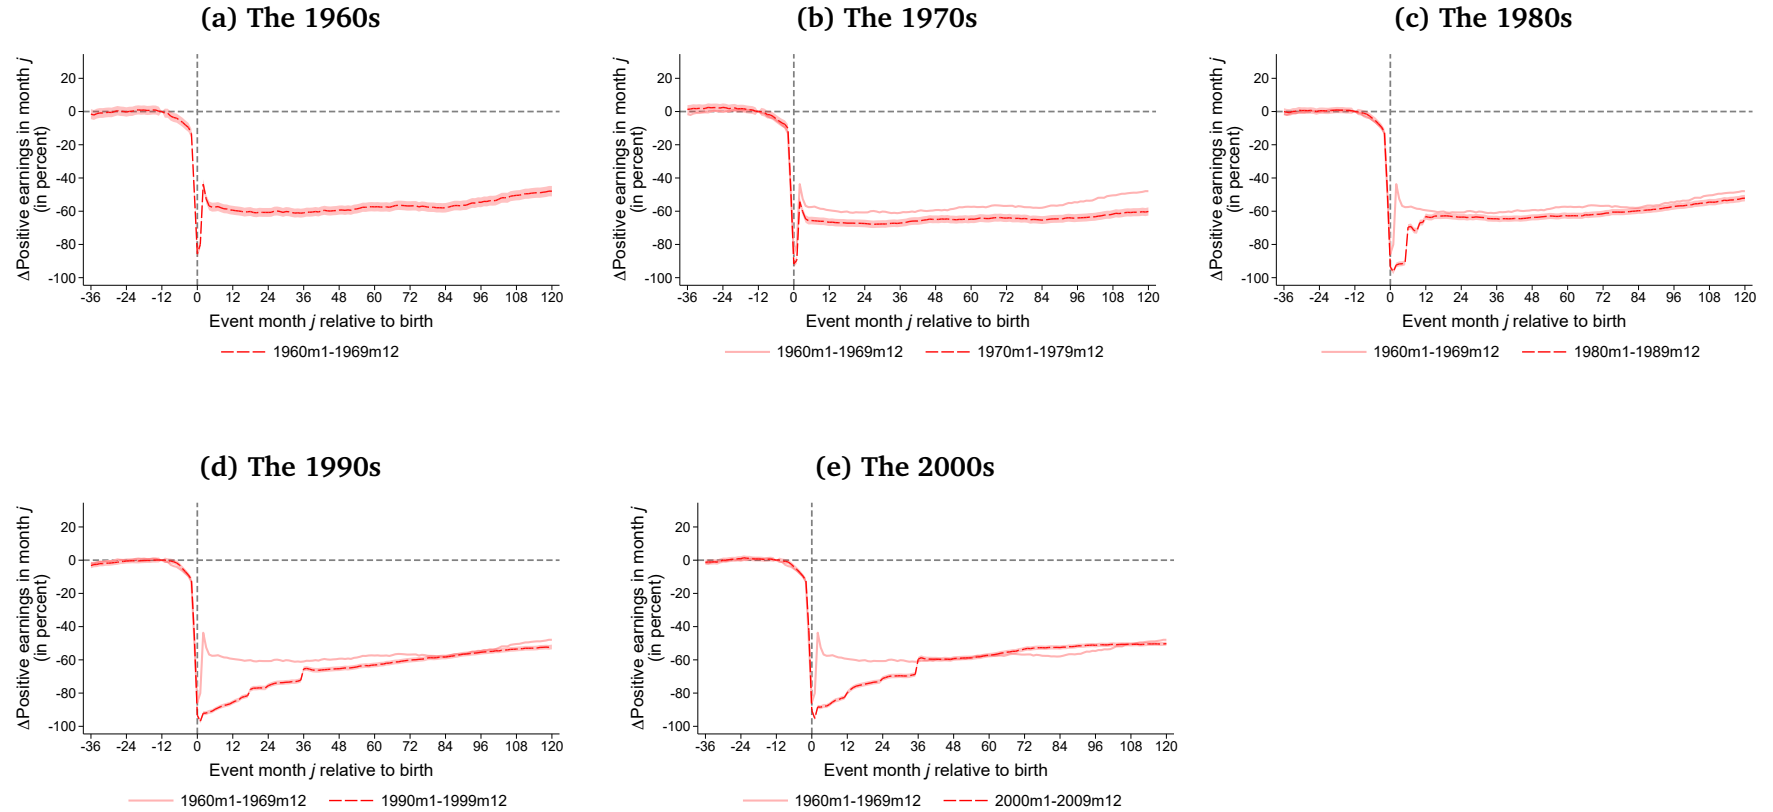 (a) The 1960s
ΔPositive earnings in month j
(in percent)
20
0
-20
-40
-60
-80
-100
-36 -24 -12 0 12 24 36 48 60 72 84 96 108 120
Event month j relative to birth
1960m1-1969m12
(b) The 1970s
ΔPositive earnings in month j
(in percent)
20
0
-20
-40
-60
-80
-100
-36 -24 -12 0 12 24 36 48 60 72 84 96 108 120
Event month j relative to birth
1960m1-1969m12 1970m1-1979m12
(c) The 1980s
ΔPositive earnings in month j
(in percent)
20
0
-20
-40
-60
-80
-100
-36 -24 -12 0 12 24 36 48 60 72 84 96 108 120
Event month j relative to birth
1960m1-1969m12 1980m1-1989m12
(d) The 1990s
ΔPositive earnings in month j
(in percent)
20
0
-20
-40
-60
-80
-100
-36 -24 -12 0 12 24 36 48 60 72 84 96 108 120
Event month j relative to birth
1960m1-1969m12 1990m1-1999m12
(e) The 2000s
ΔPositive earnings in month j
(in percent)
20
0
-20
-40
-60
-80
-100
-36 -24 -12 0 12 24 36 48 60 72 84 96 108 120
Event month j relative to birth
1960m1-1969m12 2000m1-2009m12